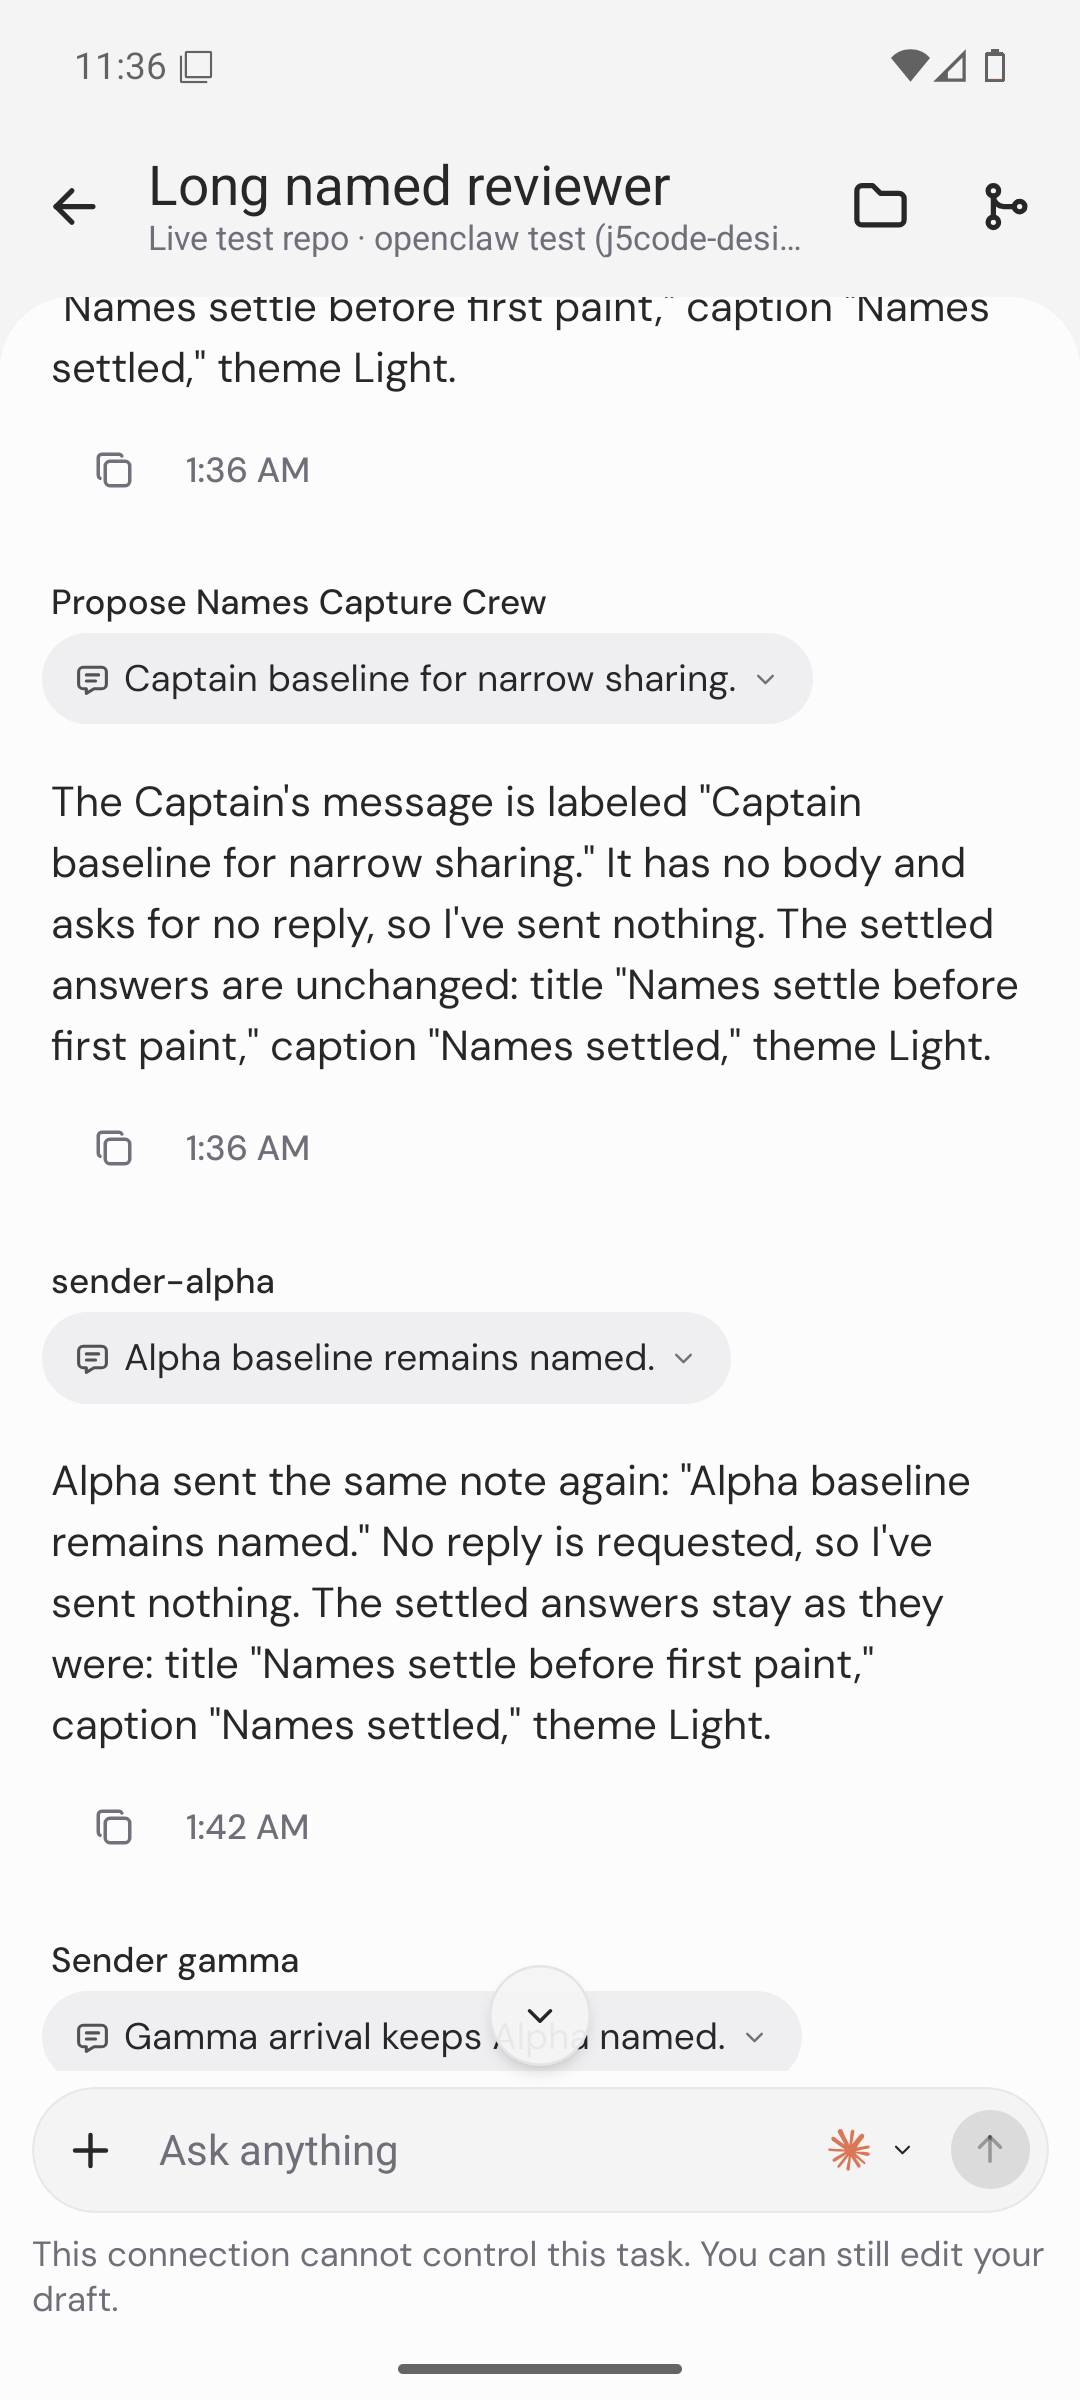 11:36
Long named reviewer
Live test repo · openclaw test (j5code-desi…
"Names settle before first paint," caption "Names
settled," theme Light.
1:36 AM
Propose Names Capture Crew
Captain baseline for narrow sharing.
The Captain's message is labeled "Captain
baseline for narrow sharing." It has no body and
asks for no reply, so I've sent nothing. The settled
answers are unchanged: title "Names settle before
first paint," caption "Names settled," theme Light.
1:36 AM
sender-alpha
Alpha baseline remains named.
Alpha sent the same note again: "Alpha baseline
remains named." No reply is requested, so I've
sent nothing. The settled answers stay as they
were: title "Names settle before first paint,"
caption "Names settled," theme Light.
1:42 AM
Sender gamma
Gamma arrival keeps Alpha named.
Ask anything
This connection cannot control this task. You can still edit your
draft.